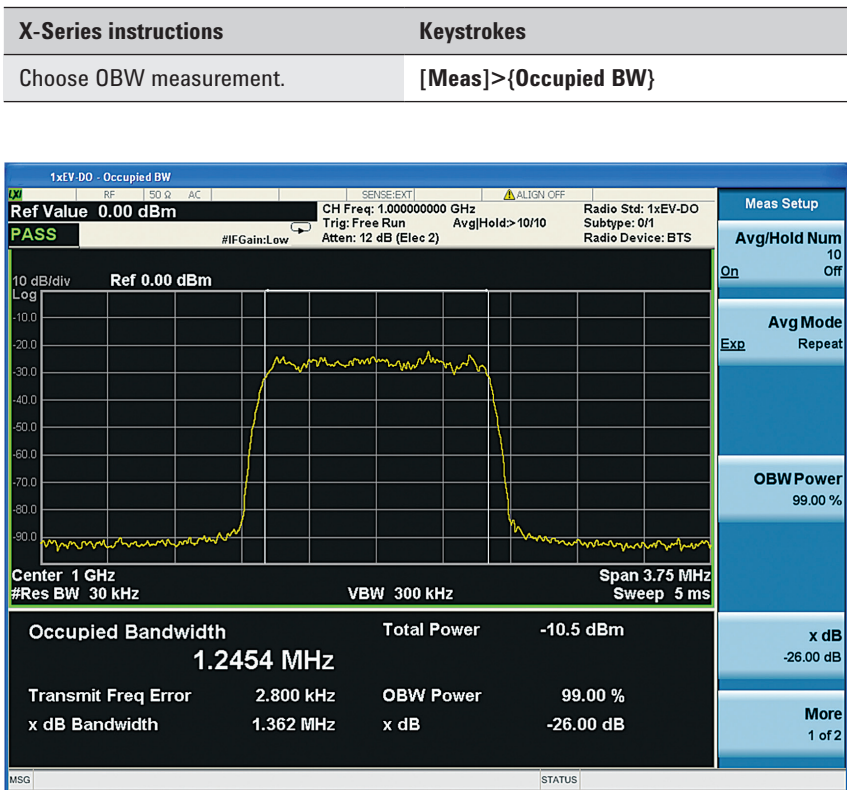 X-Series instructions Keystrokes
Choose OBW measurement. [Meas]>{Occupied BW}
1xEV-DO - Occupied BW
LXI RF 50 Ω AC SENSE:EXT ALIGN OFF
Ref Value 0.00 dBm CH Freq: 1.000000000 GHz Radio Std: 1xEV-DO
Trig: Free Run Avg|Hold:>10/10 Subtype: 0/1
PASS #IFGain:Low Atten: 12 dB (Elec 2) Radio Device: BTS
10 dB/div Ref 0.00 dBm
Log
-10.0
-20.0
-30.0
-40.0
-50.0
-60.0
-70.0
-80.0
-90.0
Center 1 GHz Span 3.75 MHz
#Res BW 30 kHz VBW 300 kHz Sweep 5 ms
Occupied Bandwidth Total Power -10.5 dBm
1.2454 MHz
Transmit Freq Error 2.800 kHz OBW Power 99.00 %
x dB Bandwidth 1.362 MHz x dB -26.00 dB
MSG STATUS
Meas Setup
Avg/Hold Num
10
On Off
Avg Mode
Exp Repeat
OBW Power
99.00 %
x dB
-26.00 dB
More
1 of 2